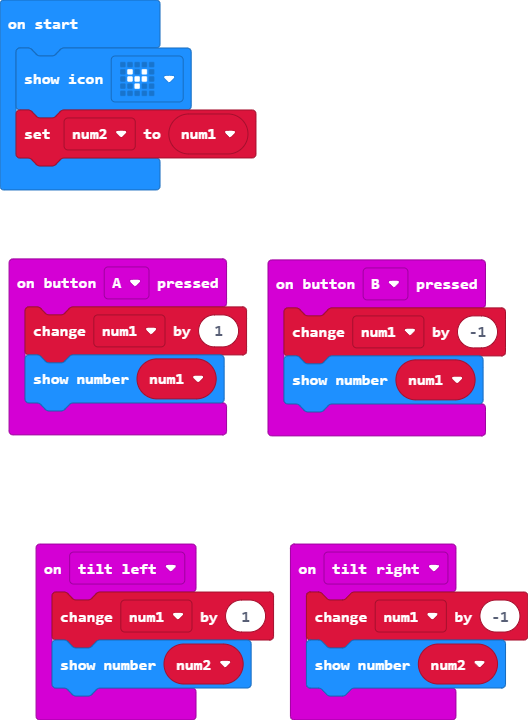 on start
show icon
set num2 to num1
on button A pressed
change num1 by 1
show number num1
on button B pressed
change num1 by -1
show number num1
on tilt left
change num1 by 1
show number num2
on tilt right
change num1 by -1
show number num2